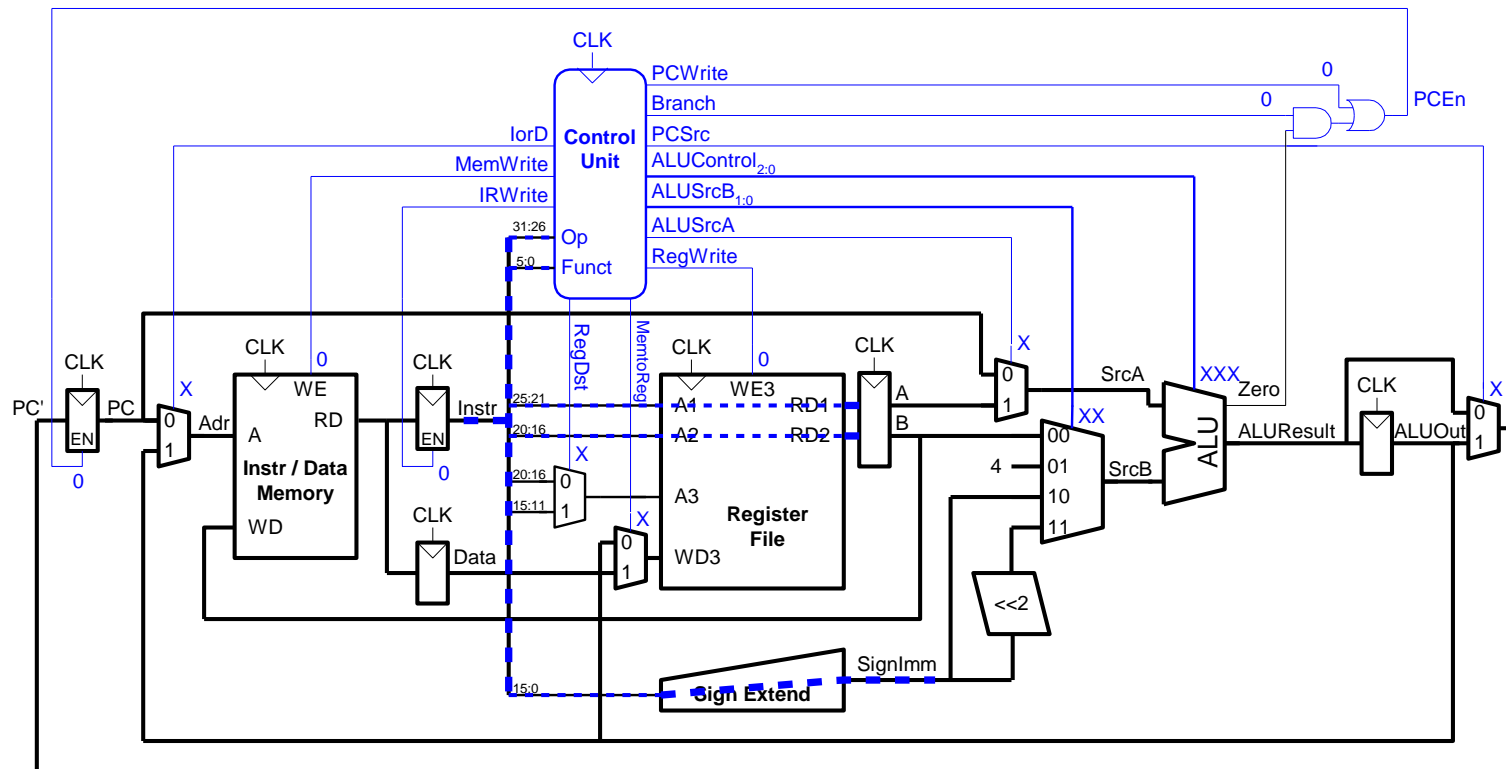 CLK
PCWrite
0
Branch
0
PCEn
IorD
Control
Unit
PCSrc
MemWrite
ALUControl2:0
IRWrite
ALUSrcB1:0
31:26
Op
ALUSrcA
5:0
Funct
RegWrite
RegDst
MemtoReg
CLK
CLK
CLK
CLK
CLK
X
0
X
0
X
XXX
Zero
CLK
X
PC'
PC
EN
0
1
Adr
WE
A
RD
Instr / Data
Memory
WD
EN
0
Instr
25:21
A1
WE3
RD1
A
0
1
SrcA
20:16
A2
RD2
B
XX
00
ALU
ALUResult
ALUOut
0
1
0
X
20:16
0
A3
4
01
SrcB
15:11
1
Register
File
10
CLK
X
11
Data
0
1
WD3
<<2
15:0
Sign Extend
SignImm